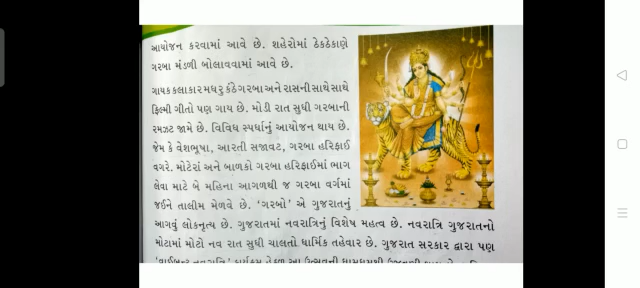 આયોજન કરવામાં આવે છે. શહેરોમાં ઠેકઠેકાણે
ગરબા મંડળી બોલાવવામાં આવે છે.
ગાયક કલાકાર મધુર કંઠે ગરબા અને રાસની સાથે સાથે
ફિલ્મી ગીતો પણ ગાય છે. મોડી રાત સુધી ગરબાની
રમઝટ જામે છે. વિવિધ સ્પર્ધાનું આયોજન થાય છે.
જેમ કે વેશભૂષા, આરતી સજાવટ, ગરબા હરિફાઈ
વગરે. મોટેરાં અને બાળકો ગરબા હરિફાઈમાં ભાગ
લેવા માટે બે મહિના આગળથી જ ગરબા વર્ગમાં
જઈને તાલીમ મેળવે છે. ‘ગરબો’ એ ગુજરાતનું
આગવું લોકનૃત્ય છે. ગુજરાતમાં નવરાત્રિનું વિશેષ મહત્વ છે. નવરાત્રિ ગુજરાતનો
મોટામાં મોટો નવ રાત સુધી ચાલતો ધાર્મિક તહેવાર છે. ગુજરાત સરકાર દ્વારા પણ